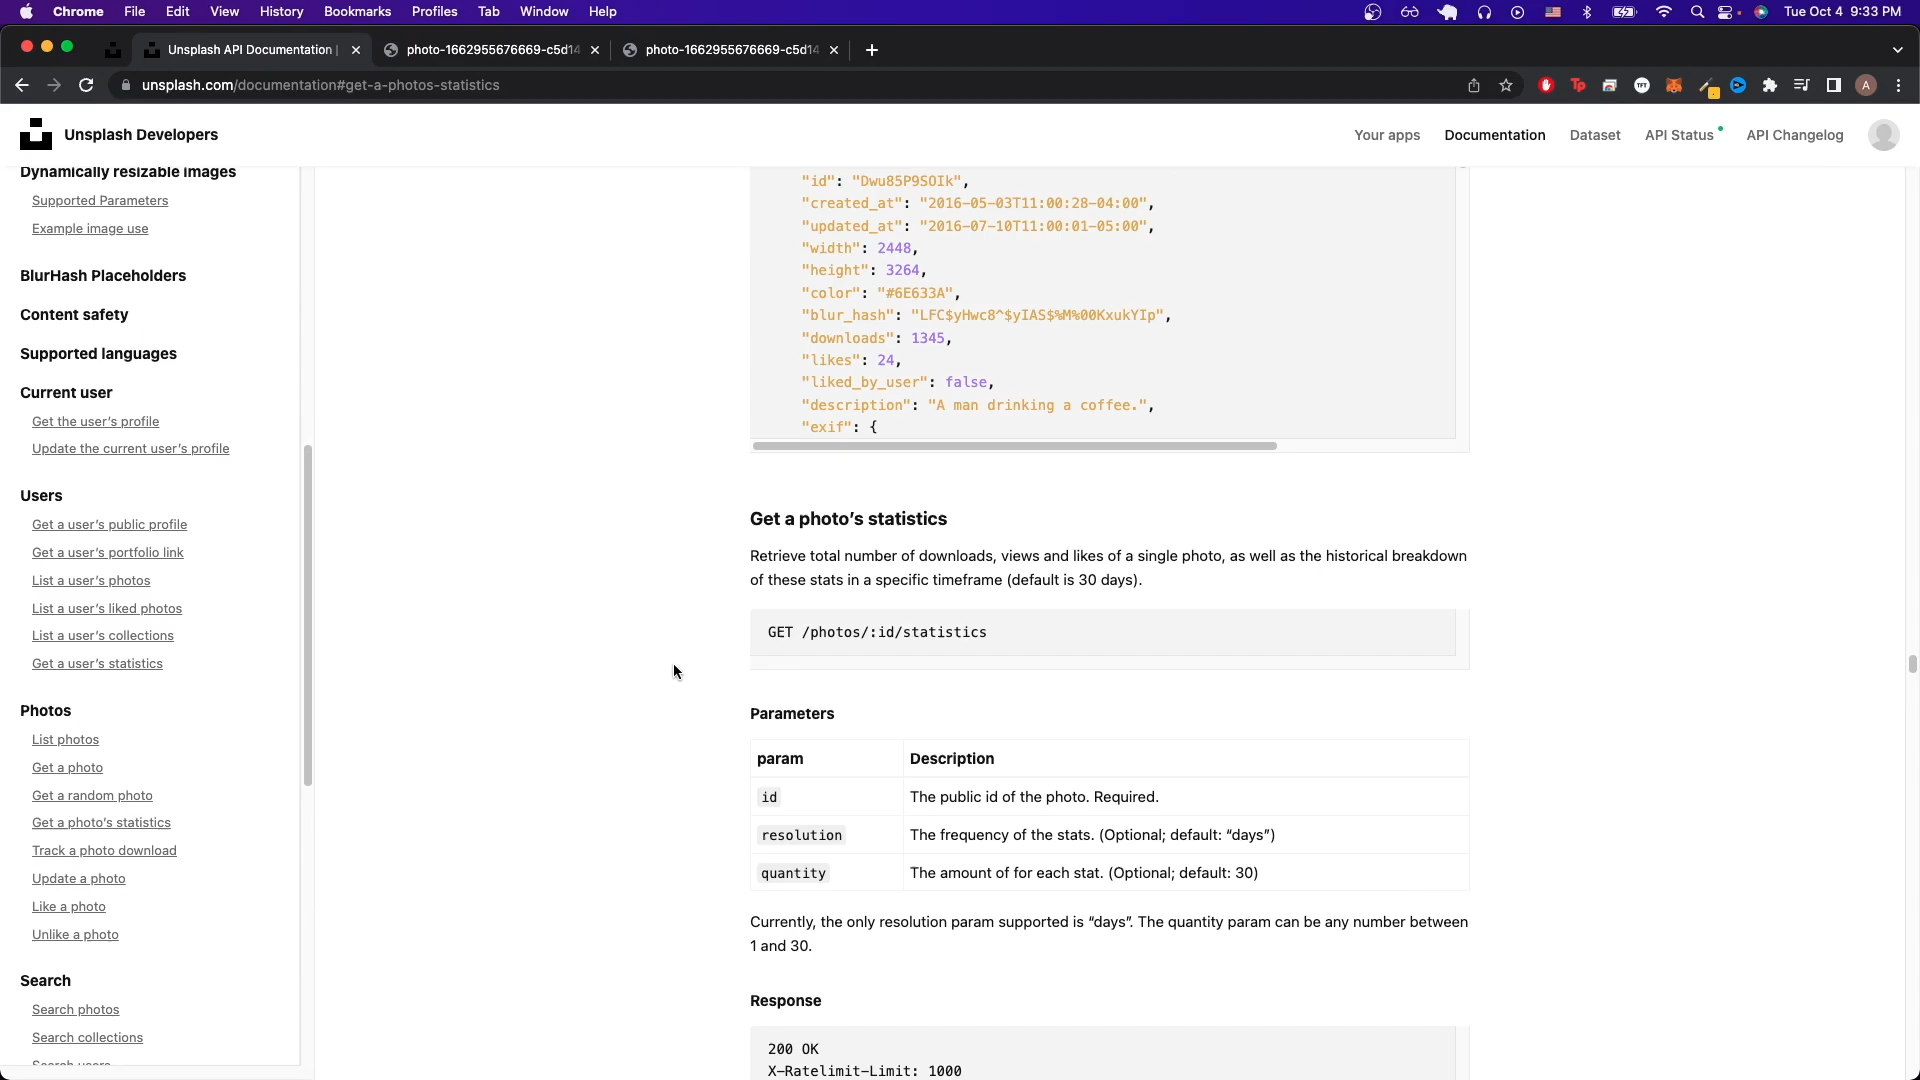 Chrome File Edit View History Bookmarks Profiles Tab Window Help Tue Oct 4 9:33 PM
Unsplash API Documentation | photo-1662955676669-c5d14 photo-1662955676669-c5d14
unsplash.com/documentation#get-a-photos-statistics
TFT
A
Unsplash Developers Your apps Documentation Dataset API Status API Changelog
Dynamically resizable images
Supported Parameters
Example image use
BlurHash Placeholders
Content safety
Supported languages
Current user
Get the user’s profile
Update the current user’s profile
Users
Get a user’s public profile
Get a user’s portfolio link
List a user’s photos
List a user’s liked photos
List a user’s collections
Get a user’s statistics
Photos
List photos
Get a photo
Get a random photo
Get a photo’s statistics
Track a photo download
Update a photo
Like a photo
Unlike a photo
Search
Search photos
Search collections
Search users
"id": "Dwu85P9SOIk",
"created_at": "2016-05-03T11:00:28-04:00",
"updated_at": "2016-07-10T11:00:01-05:00",
"width": 2448,
"height": 3264,
"color": "#6E633A",
"blur_hash": "LFC$yHwc8^$yIAS$%M%00KxukYIp",
"downloads": 1345,
"likes": 24,
"liked_by_user": false,
"description": "A man drinking a coffee.",
"exif": {
Get a photo’s statistics
Retrieve total number of downloads, views and likes of a single photo, as well as the historical breakdown
of these stats in a specific timeframe (default is 30 days).
GET /photos/:id/statistics
Parameters
param Description
id The public id of the photo. Required.
resolution The frequency of the stats. (Optional; default: “days”)
quantity The amount of for each stat. (Optional; default: 30)
Currently, the only resolution param supported is “days”. The quantity param can be any number between
1 and 30.
Response
200 OK
X-Ratelimit-Limit: 1000